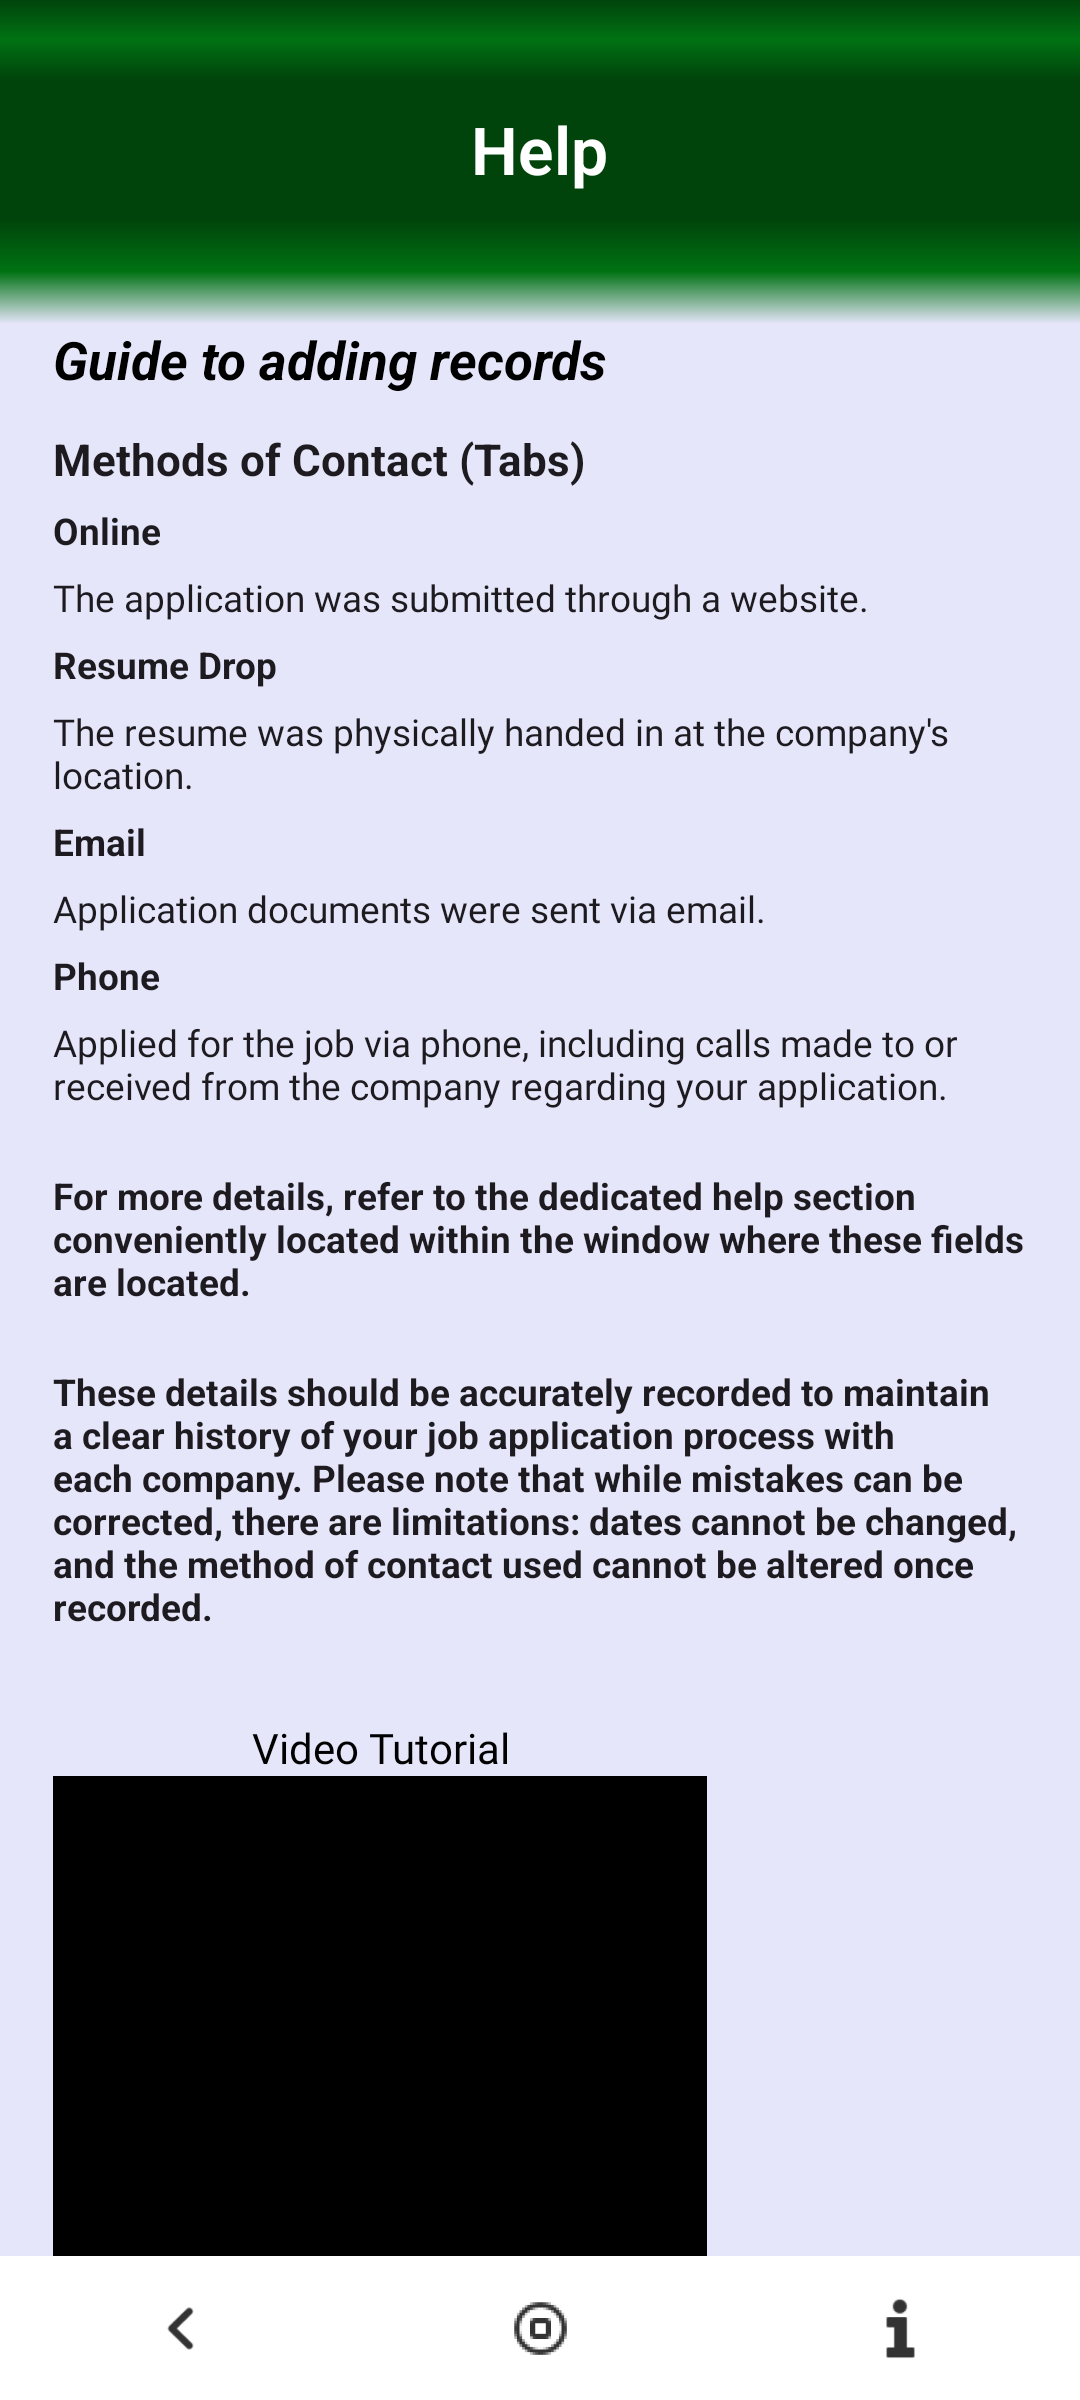 Help
Guide to adding records
Methods of Contact (Tabs)
Online
The application was submitted through a website.
Resume Drop
The resume was physically handed in at the company's
location.
Email
Application documents were sent via email.
Phone
Applied for the job via phone, including calls made to or
received from the company regarding your application.
For more details, refer to the dedicated help section
conveniently located within the window where these fields
are located.
These details should be accurately recorded to maintain
a clear history of your job application process with
each company. Please note that while mistakes can be
corrected, there are limitations: dates cannot be changed,
and the method of contact used cannot be altered once
recorded.
Video Tutorial